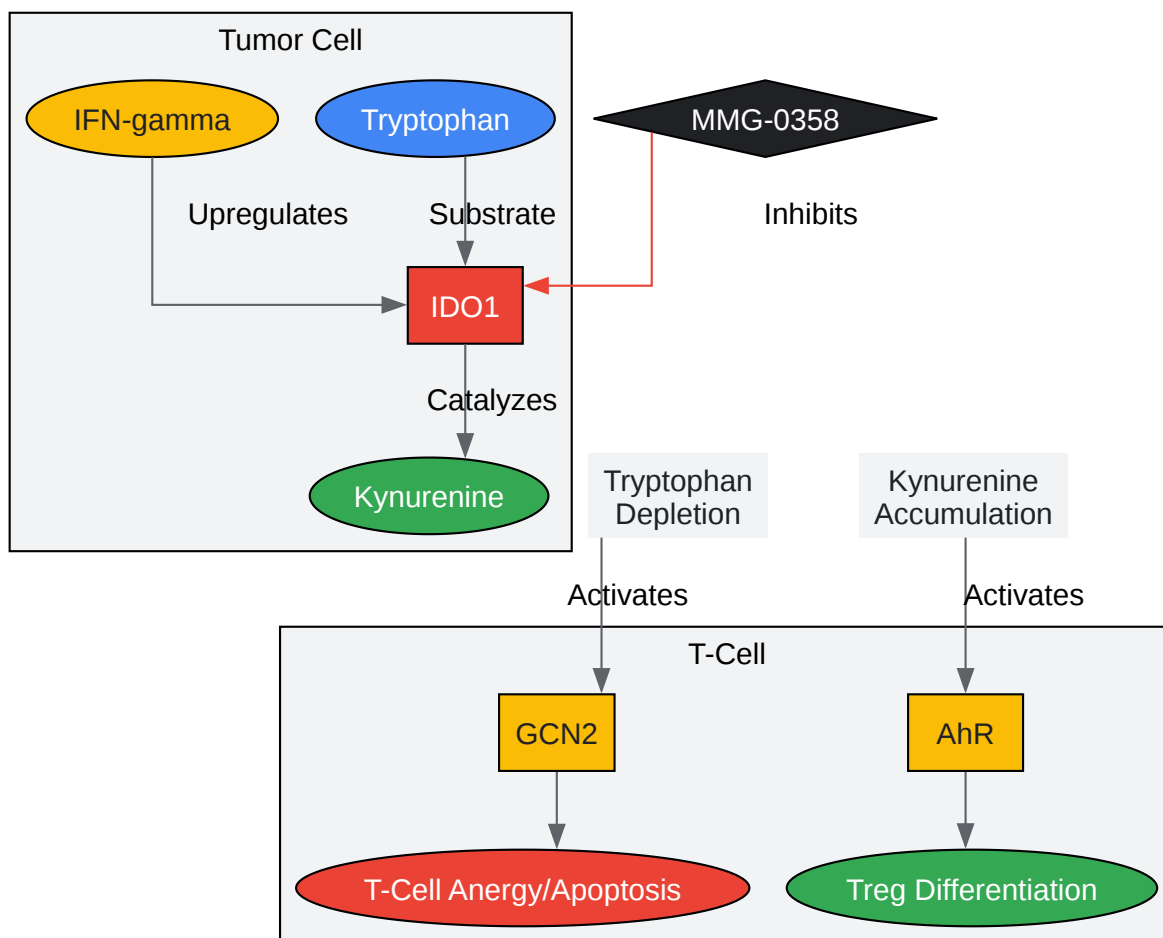 Tumor Cell
IFN-gamma
Tryptophan
MMG-0358
Upregulates
Substrate
Inhibits
IDO1
Catalyzes
Kynurenine
Tryptophan
Depletion
Kynurenine
Accumulation
Activates
Activates
T-Cell
GCN2
AhR
T-Cell Anergy/Apoptosis
Treg Differentiation